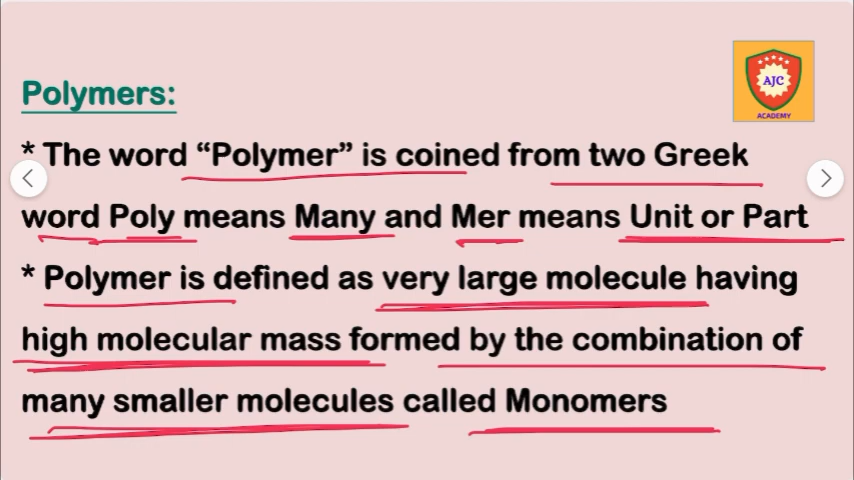 AJC
ACADEMY
Polymers:
* The word “Polymer” is coined from two Greek
word Poly means Many and Mer means Unit or Part
* Polymer is defined as very large molecule having
high molecular mass formed by the combination of
many smaller molecules called Monomers